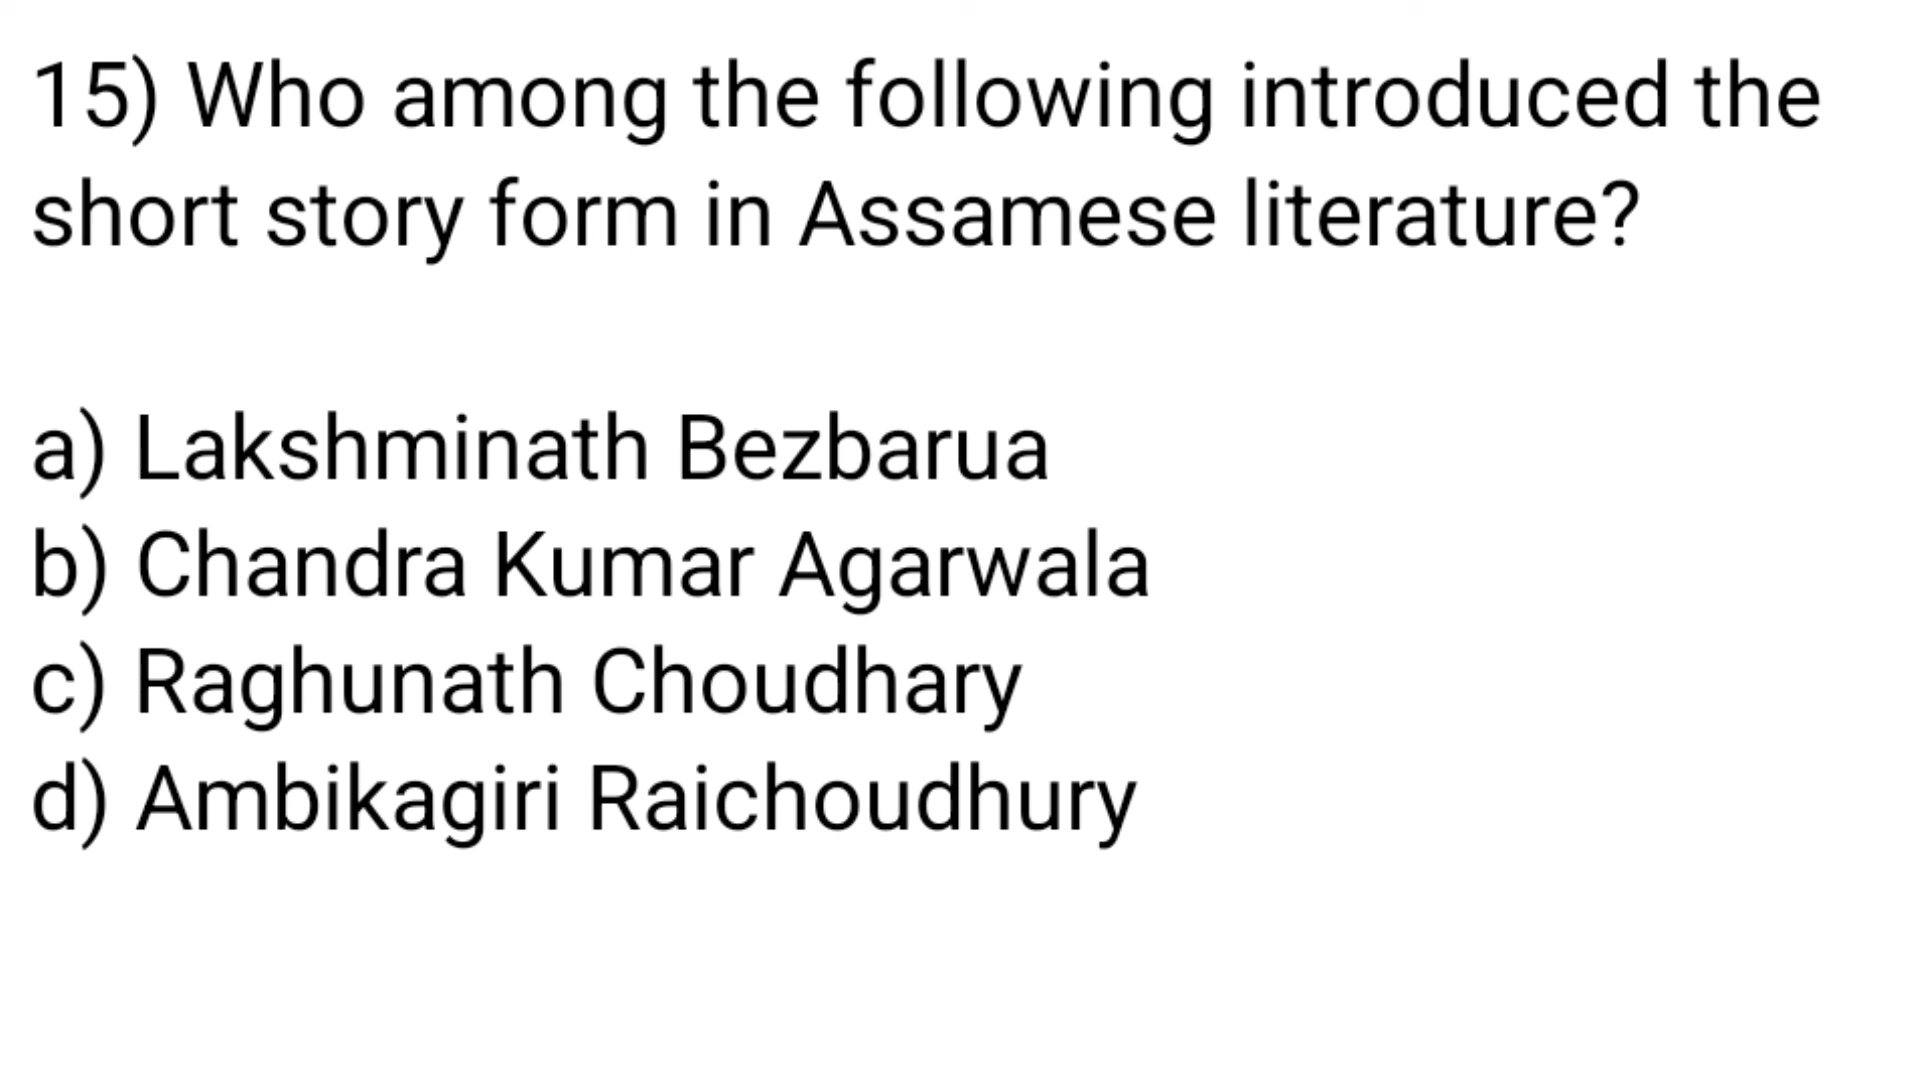 15) Who among the following introduced the
short story form in Assamese literature?
a) Lakshminath Bezbarua
b) Chandra Kumar Agarwala
c) Raghunath Choudhary
d) Ambikagiri Raichoudhury